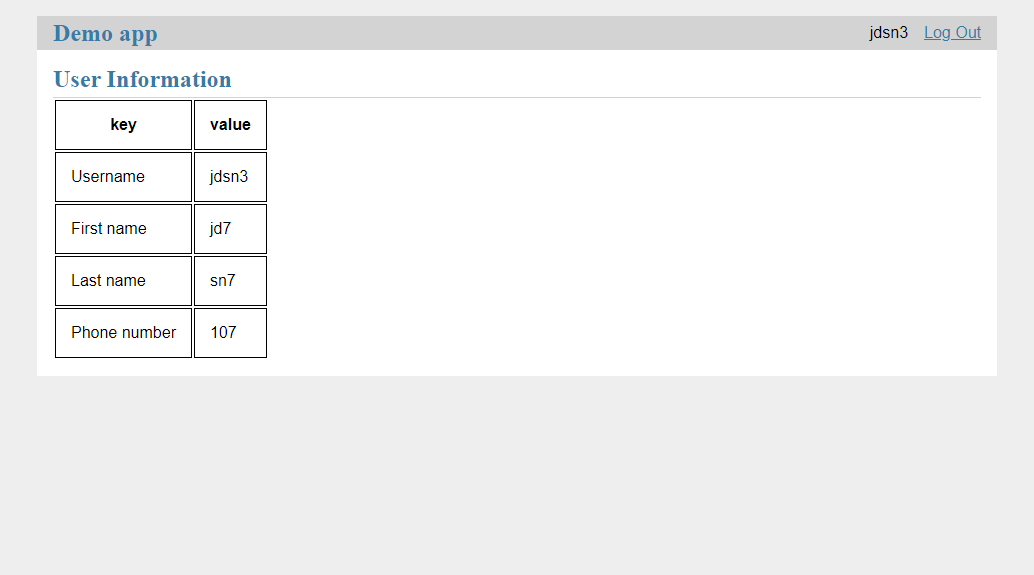 Demo app jdsn3 Log Out
User Information
key value
Username jdsn3
First name jd7
Last name sn7
Phone number 107